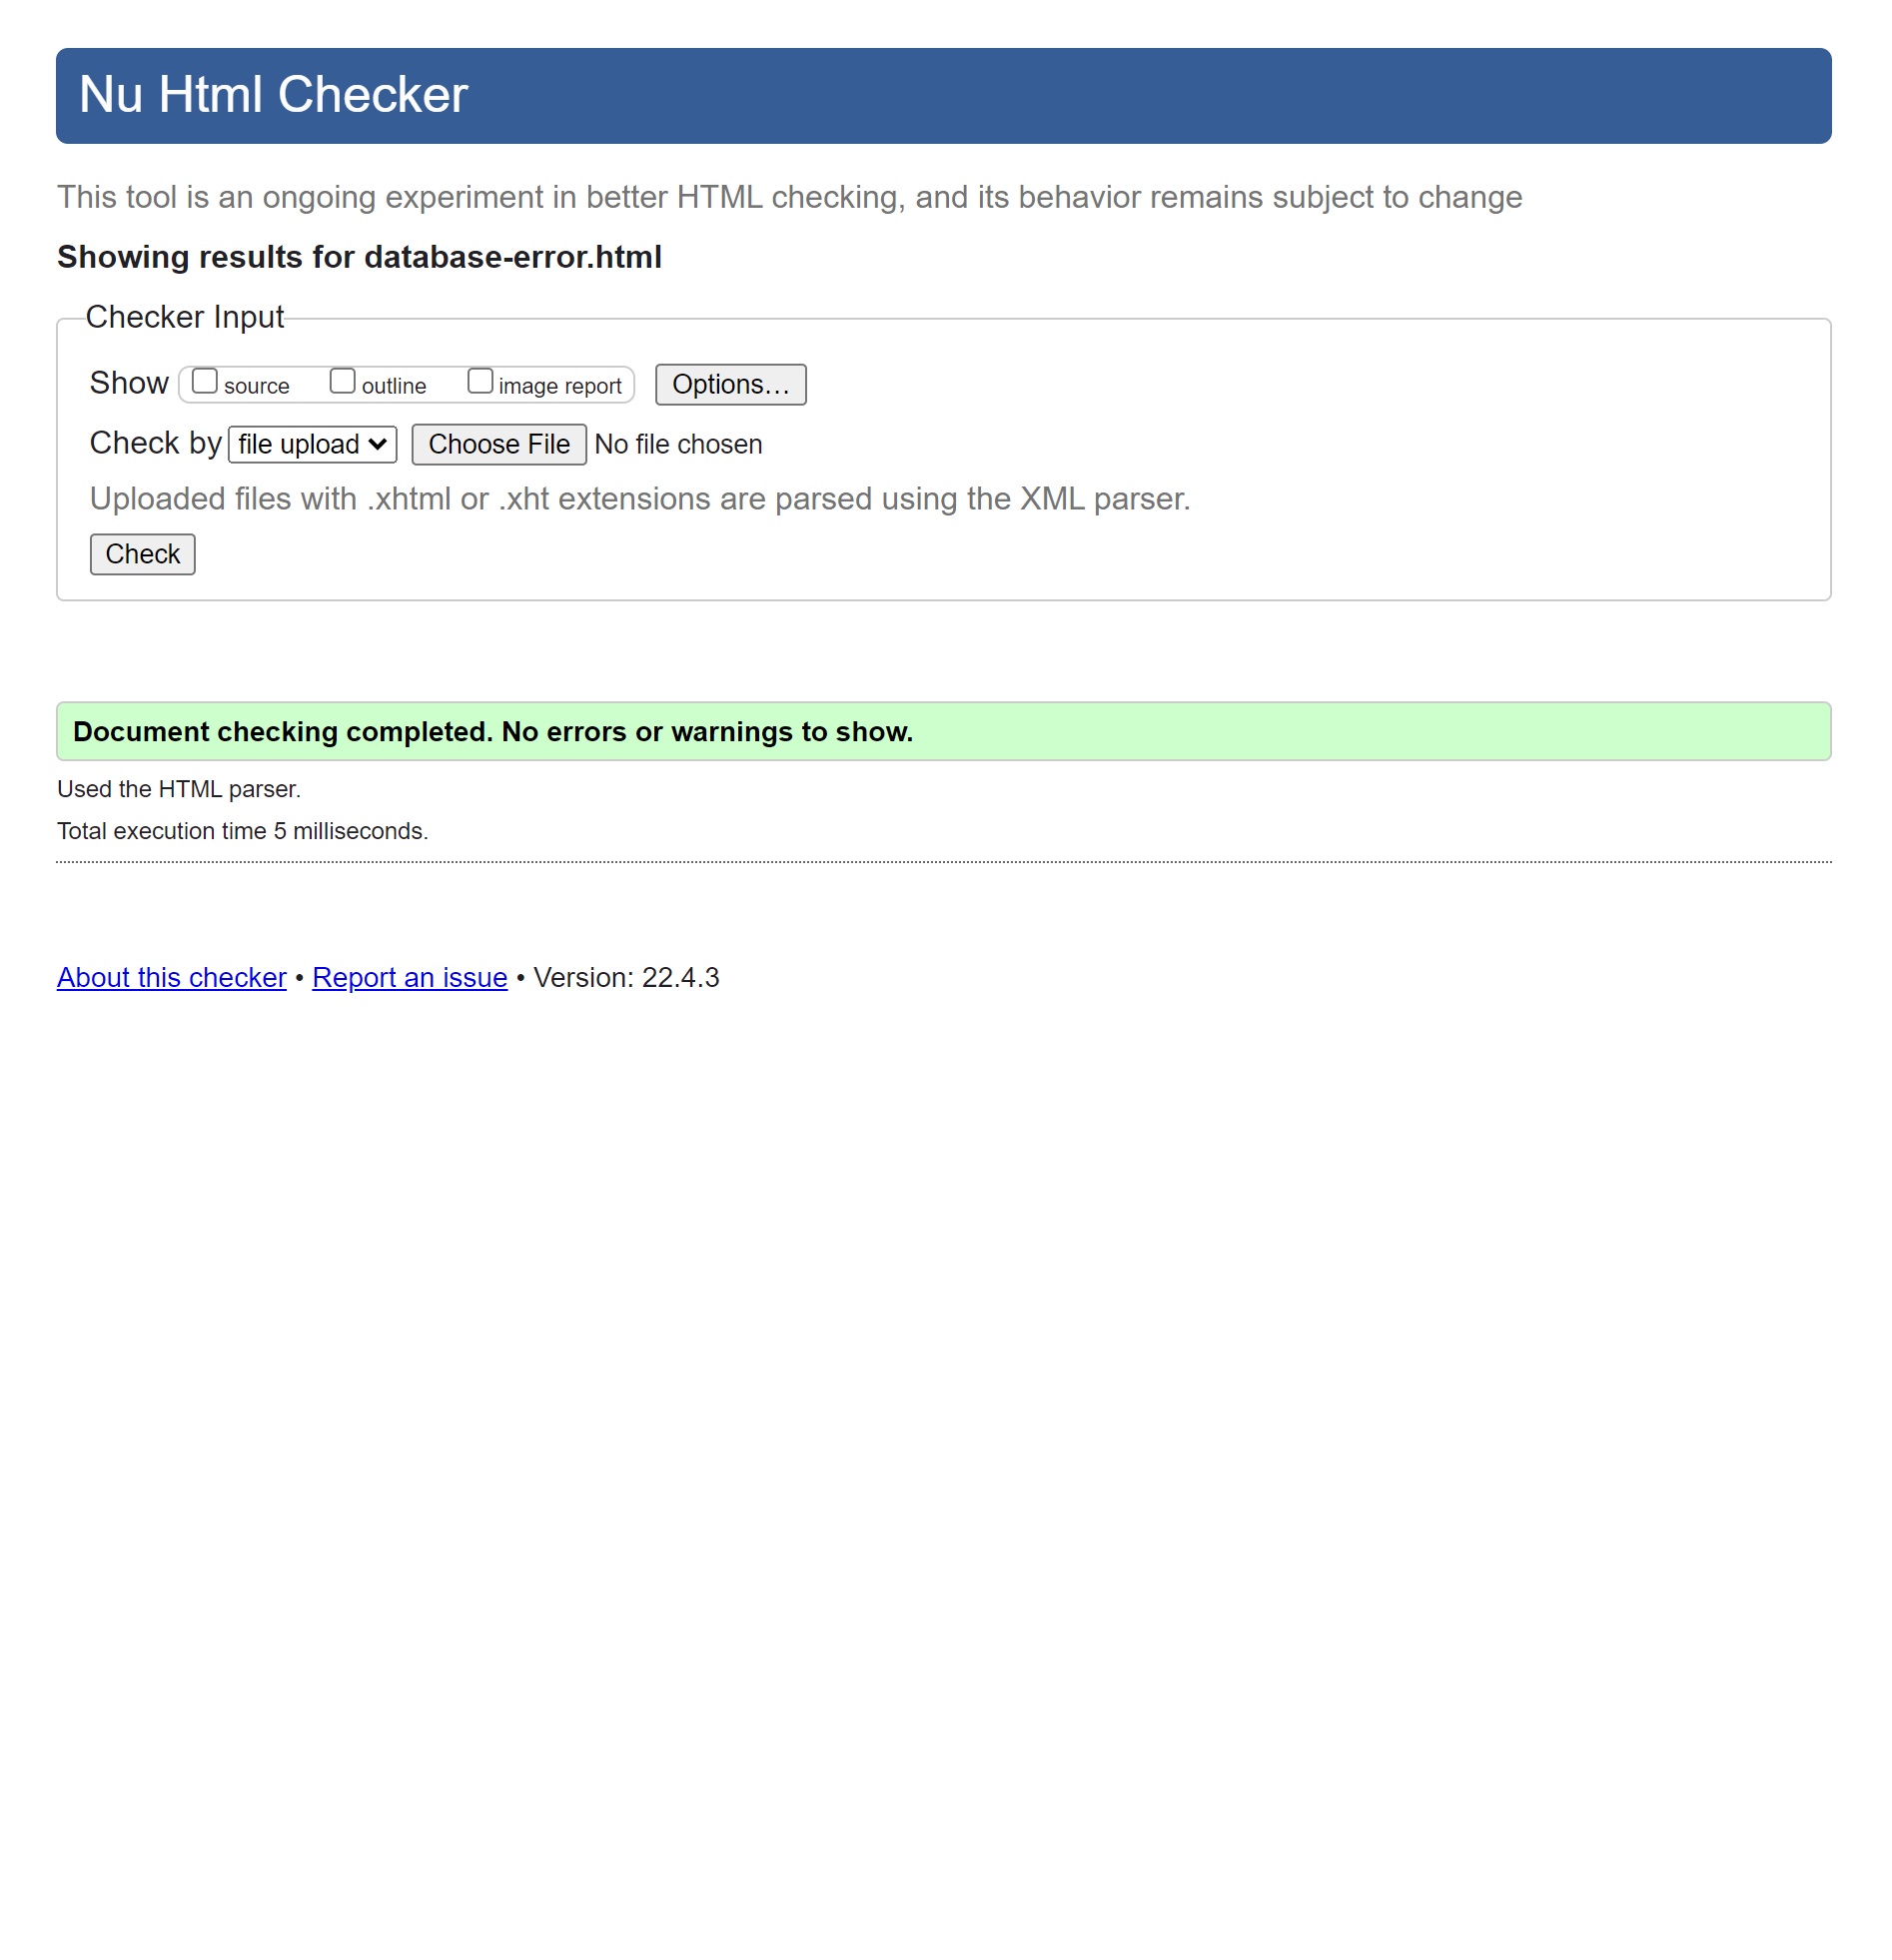 Nu Html Checker
This tool is an ongoing experiment in better HTML checking, and its behavior remains subject to change
Showing results for database-error.html
Checker Input
Show source outline image report Options…
Check by file upload Choose File No file chosen
Uploaded files with .xhtml or .xht extensions are parsed using the XML parser.
Check
Document checking completed. No errors or warnings to show.
Used the HTML parser.
Total execution time 5 milliseconds.
About this checker • Report an issue • Version: 22.4.3